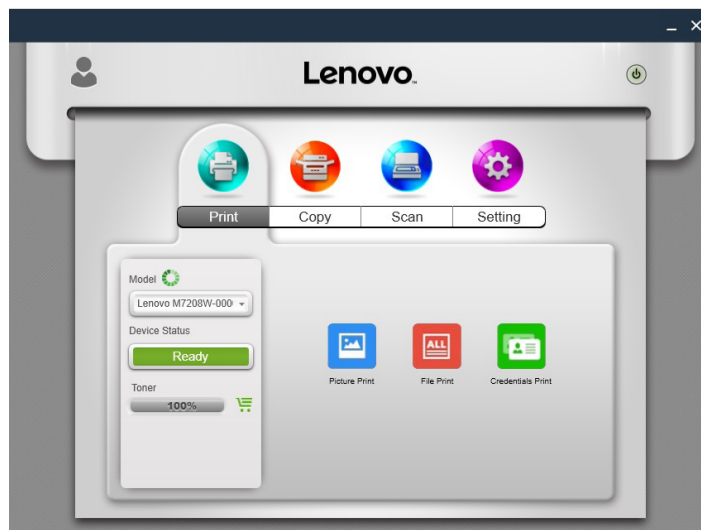 Lenovo
Print
Copy
Scan
Setting
Model
Lenovo M7208W-000
Device Status
Ready
Toner
100%
ALL
Picture Print
File Print
Credentials Print